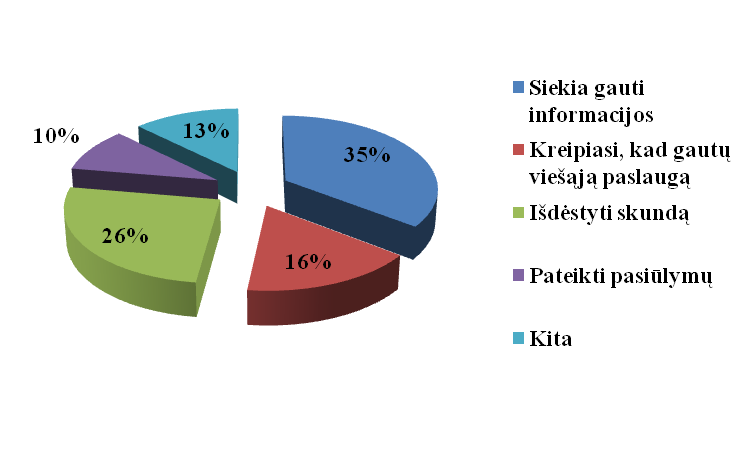 35%
16%
26%
10%
13%
Siekia gauti
informacijos
Kreipiasi, kad gautų
viešąją paslaugą
Išdėstyti skundą
Pateikti pasiūlymų
Kita